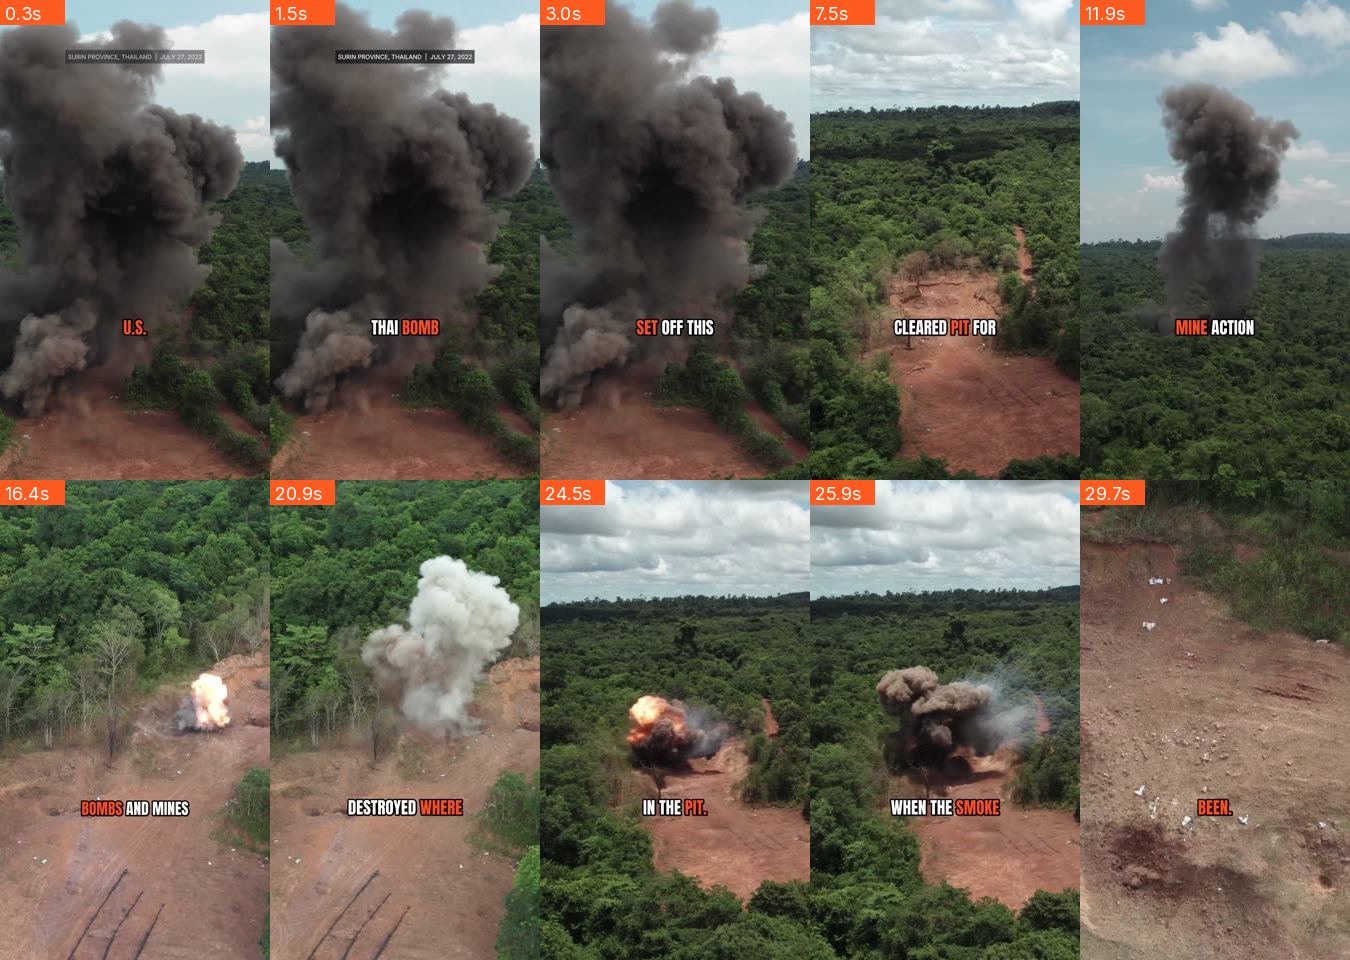 0.3s
SURIN PROVINCE, THAILAND | JULY 27, 2022
U.S.
1.5s
SURIN PROVINCE, THAILAND | JULY 27, 2022
THAI BOMB
3.0s
SET OFF THIS
7.5s
CLEARED PIT FOR
11.9s
MINE ACTION
16.4s
BOMBS AND MINES
20.9s
DESTROYED WHERE
24.5s
IN THE PIT.
25.9s
WHEN THE SMOKE
29.7s
BEEN.